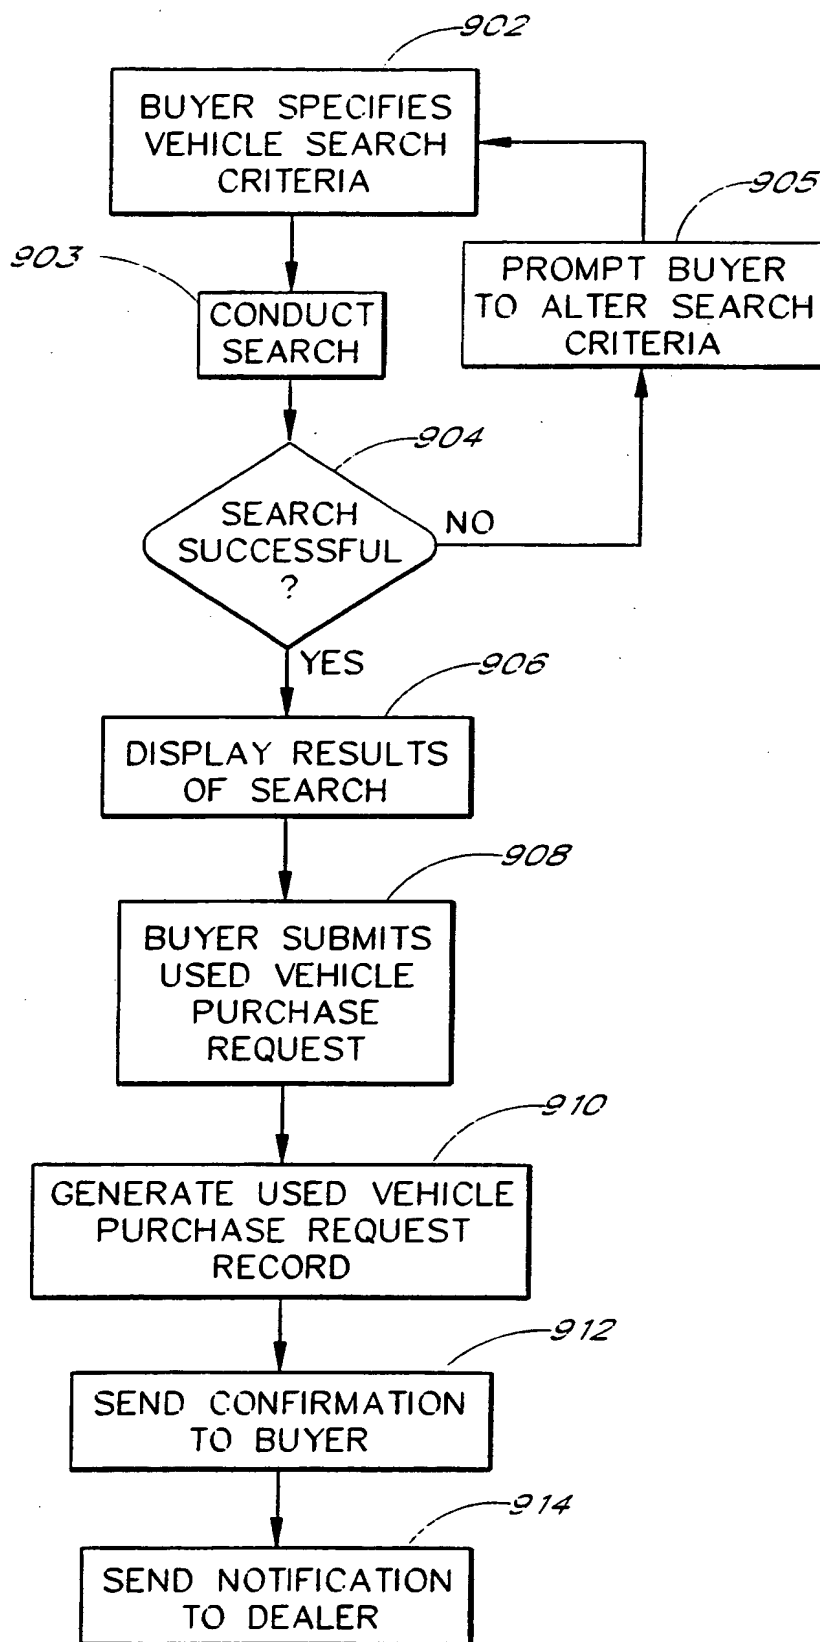 902
BUYER SPECIFIES
VEHICLE SEARCH
CRITERIA
905
903
PROMPT BUYER
TO ALTER SEARCH
CRITERIA
CONDUCT
SEARCH
904
SEARCH
SUCCESSFUL
?
NO
YES
906
DISPLAY RESULTS
OF SEARCH
908
BUYER SUBMITS
USED VEHICLE
PURCHASE
REQUEST
910
GENERATE USED VEHICLE
PURCHASE REQUEST
RECORD
912
SEND CONFIRMATION
TO BUYER
914
SEND NOTIFICATION
TO DEALER